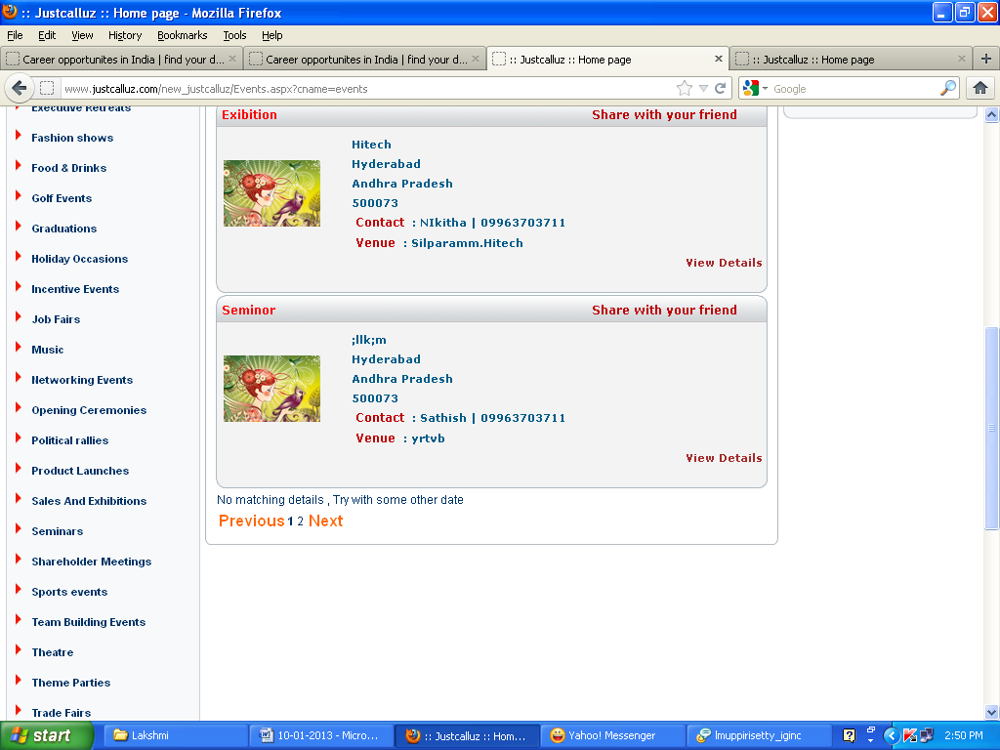 :: Justcalluz :: Home page - Mozilla Firefox
File Edit View History Bookmarks Tools Help
Career opportunites in India | find your d...
Career opportunites in India | find your d...
:: Justcalluz :: Home page
:: Justcalluz :: Home page
www.justcalluz.com/new_justcalluz/Events.aspx?cname=events
Google
Executive Retreats
Fashion shows
Food & Drinks
Golf Events
Graduations
Holiday Occasions
Incentive Events
Job Fairs
Music
Networking Events
Opening Ceremonies
Political rallies
Product Launches
Sales And Exhibitions
Seminars
Shareholder Meetings
Sports events
Team Building Events
Theatre
Theme Parties
Trade Fairs
Exibition Share with your friend
Hitech
Hyderabad
Andhra Pradesh
500073
Contact : NIkitha | 09963703711
Venue : Silparamm.Hitech
View Details
Seminor Share with your friend
;llk;m
Hyderabad
Andhra Pradesh
500073
Contact : Sathish | 09963703711
Venue : yrtvb
View Details
No matching details , Try with some other date
Previous 1 2 Next
start
Lakshmi
10-01-2013 - Micro...
:: Justcalluz :: Hom...
Yahoo! Messenger
lmuppirisetty_iginc
2:50 PM